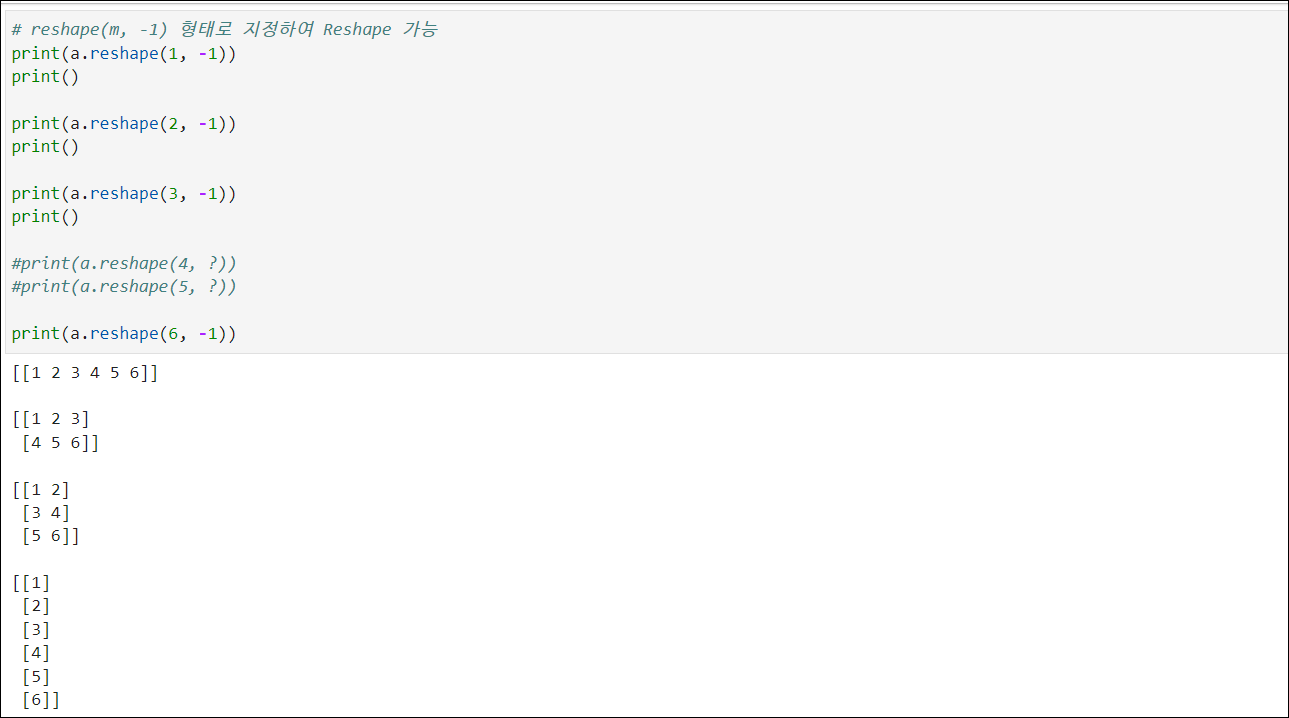 # reshape(m, -1) 형태로 지정하여 Reshape 가능
print(a.reshape(1, -1))
print()
print(a.reshape(2, -1))
print()
print(a.reshape(3, -1))
print()
#print(a.reshape(4, ?))
#print(a.reshape(5, ?))
print(a.reshape(6, -1))
[[1 2 3 4 5 6]]
[[1 2 3]
 [4 5 6]]
[[1 2]
 [3 4]
 [5 6]]
[[1]
 [2]
 [3]
 [4]
 [5]
 [6]]